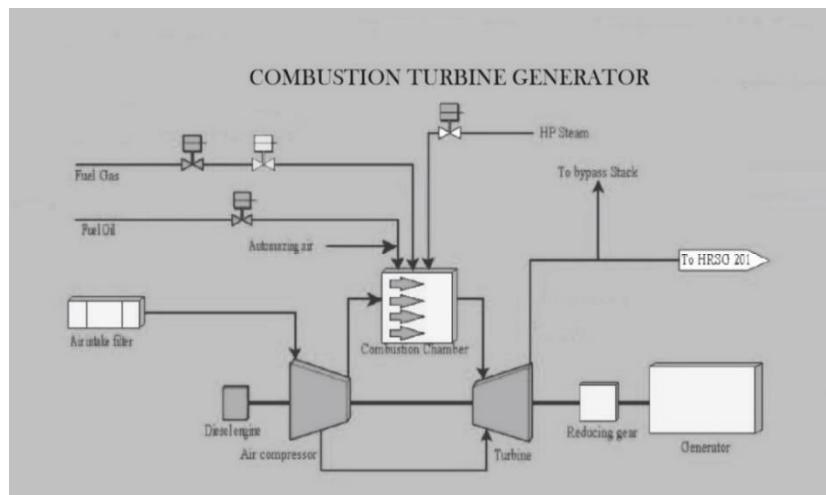 COMBUSTION TURBINE GENERATOR
HP Steam
To bypass Stack
Fuel Gas
Fuel Oil
Automazing air
To HRSG 201
Air intake filter
Combustion Chamber
Diesel engine
Air compressor
Turbine
Reducing gear
Generator